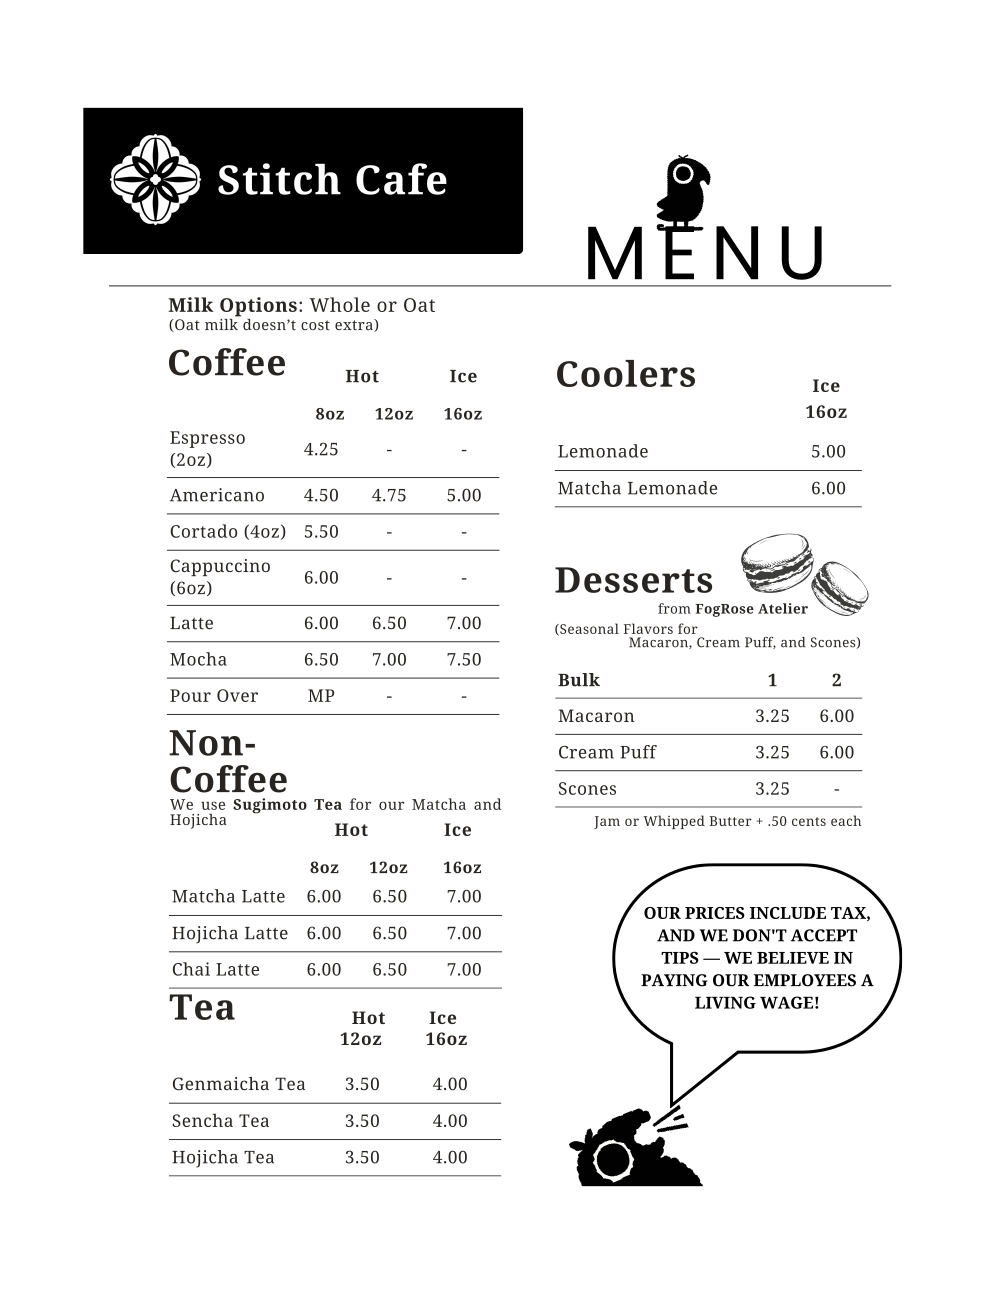 Stitch Cafe
MENU
Milk Options: Whole or Oat
(Oat milk doesn’t cost extra)
Coffee
Hot Ice
8oz 12oz 16oz
Espresso
(2oz) 4.25 - -
Americano 4.50 4.75 5.00
Cortado (4oz) 5.50 - -
Cappuccino
(6oz) 6.00 - -
Latte 6.00 6.50 7.00
Mocha 6.50 7.00 7.50
Pour Over MP - -
Non-
Coffee
We use Sugimoto Tea for our Matcha and
Hojicha
Hot Ice
8oz 12oz 16oz
Matcha Latte 6.00 6.50 7.00
Hojicha Latte 6.00 6.50 7.00
Chai Latte 6.00 6.50 7.00
Tea
Hot Ice
12oz 16oz
Genmaicha Tea 3.50 4.00
Sencha Tea 3.50 4.00
Hojicha Tea 3.50 4.00
Coolers
Ice
16oz
Lemonade 5.00
Matcha Lemonade 6.00
Desserts
from FogRose Atelier
(Seasonal Flavors for
Macaron, Cream Puff, and Scones)
Bulk 1 2
Macaron 3.25 6.00
Cream Puff 3.25 6.00
Scones 3.25 -
Jam or Whipped Butter + .50 cents each
OUR PRICES INCLUDE TAX,
AND WE DON'T ACCEPT
TIPS — WE BELIEVE IN
PAYING OUR EMPLOYEES A
LIVING WAGE!